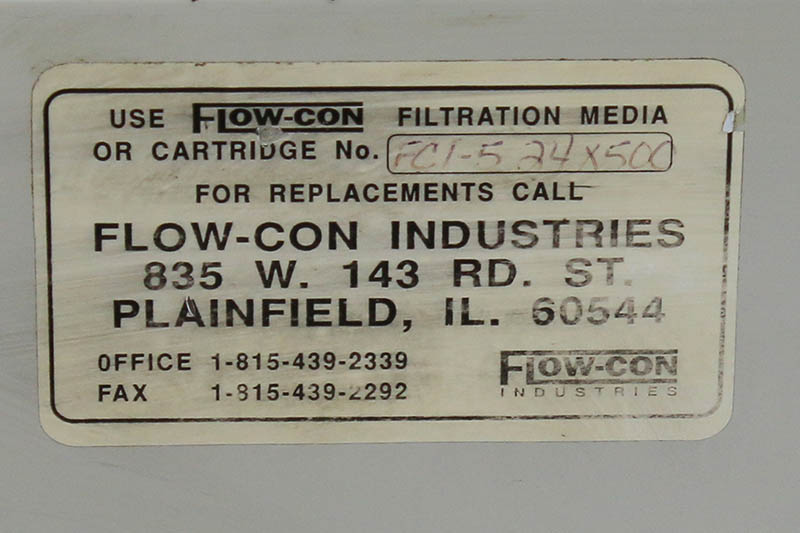 USE FLOW-CON FILTRATION MEDIA
OR CARTRIDGE No. FC1-5 24X500
FOR REPLACEMENTS CALL
FLOW-CON INDUSTRIES
835 W. 143 RD. ST.
PLAINFIELD, IL. 60544
OFFICE 1-815-439-2339
FAX 1-815-439-2292
FLOW-CON
INDUSTRIES